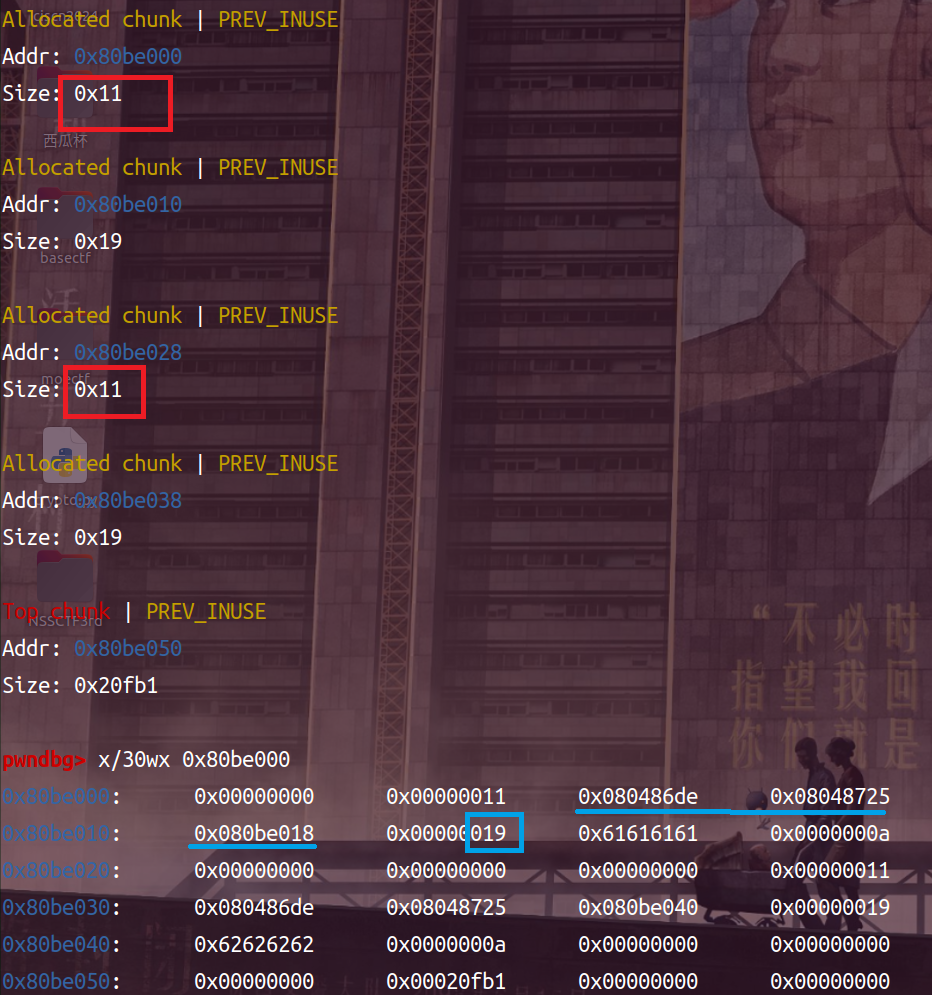 ciscn2024
Allocated chunk | PREV_INUSE
Addr: 0x80be000
Size: 0x11
西瓜杯
Allocated chunk | PREV_INUSE
Addr: 0x80be010
Size: 0x19
basectf
Allocated chunk | PREV_INUSE
Addr: 0x80be028
moectf
Size: 0x11
Allocated chunk | PREV_INUSE
Addr: 0x80be038
Size: 0x19
Top chunk | PREV_INUSE
NSSCTF3rd
Addr: 0x80be050
Size: 0x20fb1
“不必时
指望我回
你们就是
pwndbg> x/30wx 0x80be000
0x80be000: 0x00000000 0x00000011 0x080486de 0x08048725
0x80be010: 0x080be018 0x00000019 0x61616161 0x0000000a
0x80be020: 0x00000000 0x00000000 0x00000000 0x00000011
0x80be030: 0x080486de 0x08048725 0x080be040 0x00000019
0x80be040: 0x62626262 0x0000000a 0x00000000 0x00000000
0x80be050: 0x00000000 0x00020fb1 0x00000000 0x00000000